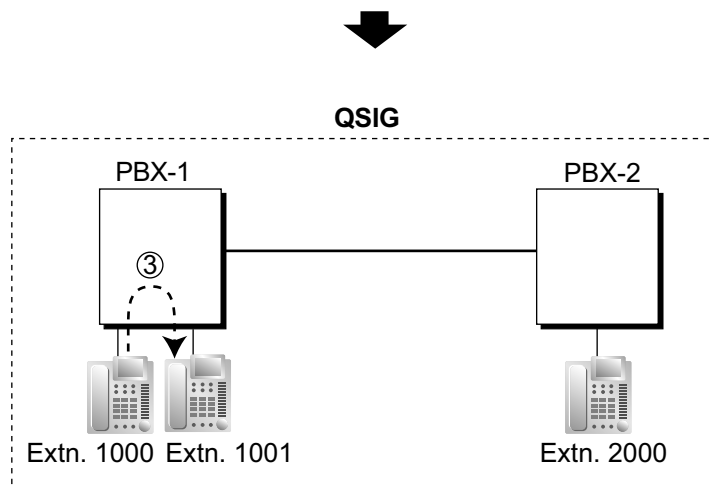 QSIG
PBX-1
PBX-2
③
Extn. 1000
Extn. 1001
Extn. 2000